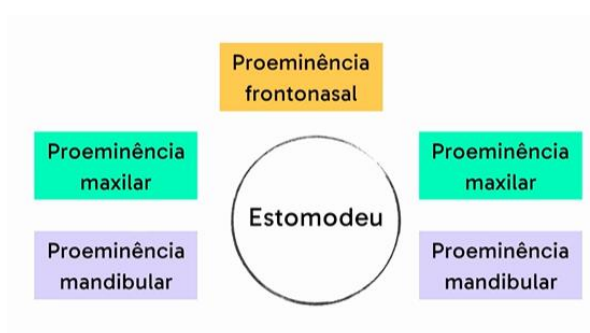 Proeminência
frontonasal
Proeminência
maxilar
Proeminência
maxilar
Estomodeu
Proeminência
mandibular
Proeminência
mandibular